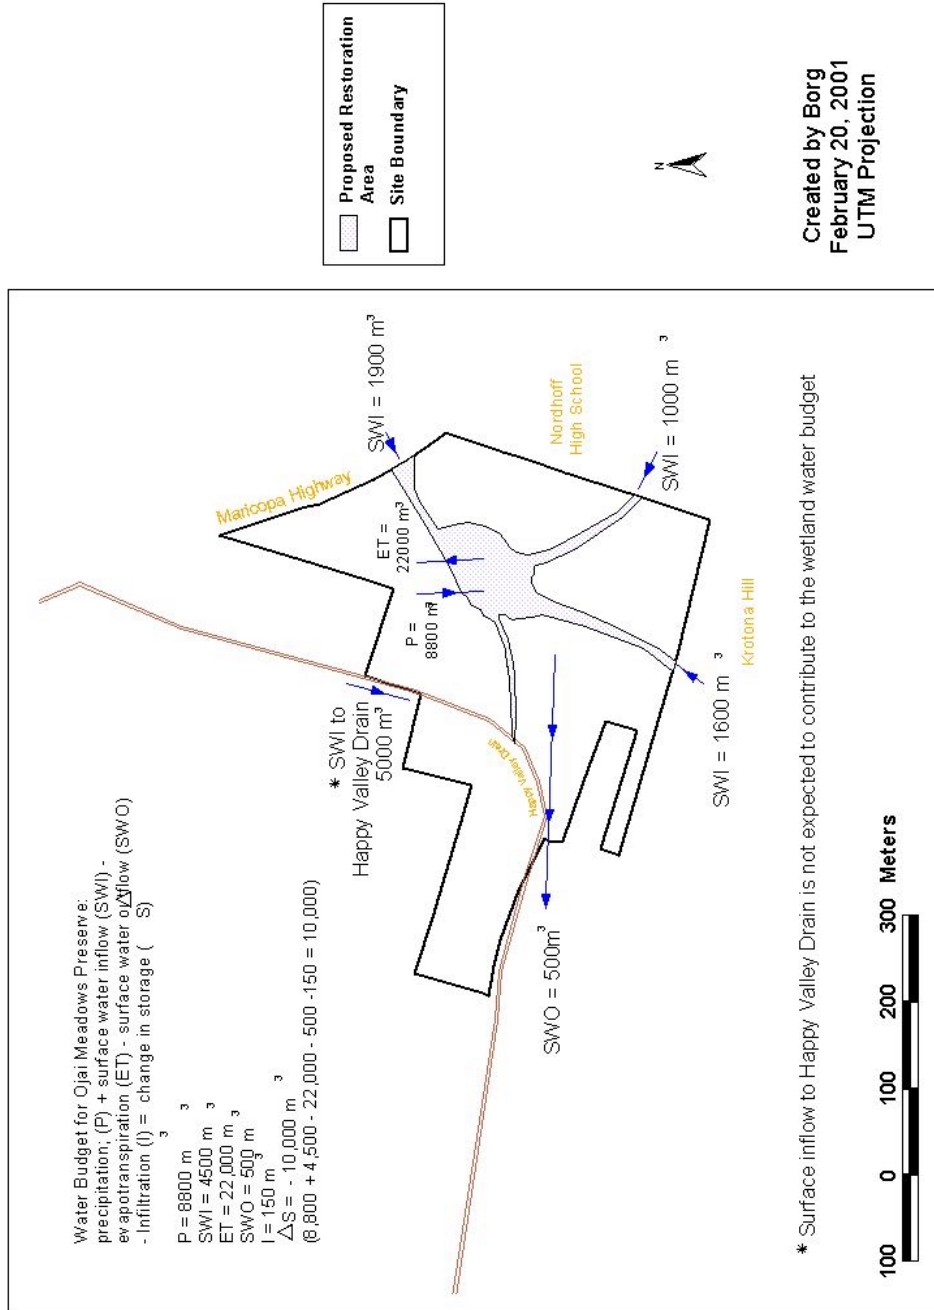 Water Budget for Ojai Meadows Preserve:
precipitation; (P) + surface water inflow (SWI) -
evapotranspiration (ET) - surface water outflow (SWO)
- Infiltration (I) = change in storage ( △ S)
P = 8800 m³
SWI = 4500 m³
ET = 22,000 m³
SWO = 500 m³
I = 150 m³
△S = - 10,000 m³
(8,800 + 4,500 - 22,000 - 500 -150 = 10,000)
Maricopa Highway
SWI = 1900 m³
ET =
22000 m³
P =
8800 m³
* SWI to
Happy Valley Drain
5000 m³
Happy Valley Drain
Nordhoff
High School
SWI = 1000 m³
SWO = 500m³
Krotona Hill
SWI = 1600 m³
* Surface inflow to Happy Valley Drain is not expected to contribute to the wetland water budget
100 0 100 200 300 Meters
Proposed Restoration
Area
Site Boundary
N
Created by Borg
February 20, 2001
UTM Projection